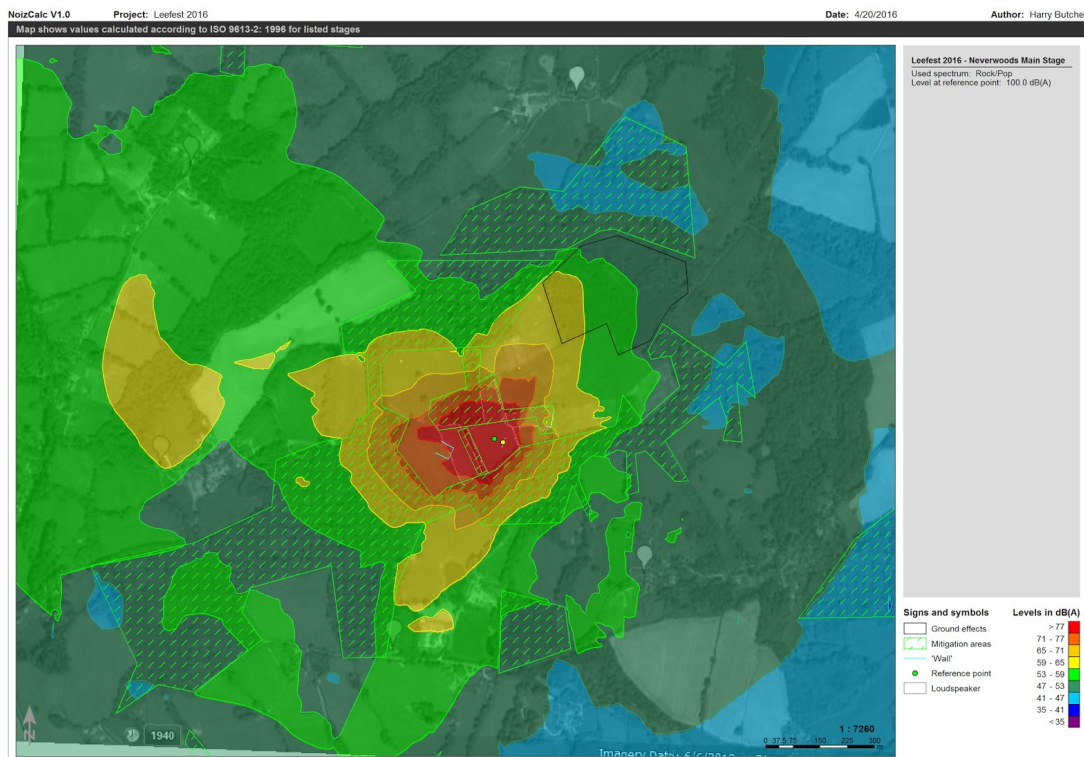 NoizCalc V1.0 Project: Leefest 2016 Date: 4/20/2016 Author: Harry Butcher
Map shows values calculated according to ISO 9613-2: 1996 for listed stages
Leefest 2016 - Neverwoods Main Stage
Used spectrum: Rock/Pop
Level at reference point: 100.0 dB(A)
Signs and symbols
Ground effects
Mitigation areas
'Wall'
Reference point
Loudspeaker
Levels in dB(A)
>77
71 - 77
65 - 71
59 - 65
53 - 59
47 - 53
41 - 47
35 - 41
<35
N
1940
1 : 7260
0 37.5 75 150 225 300
m